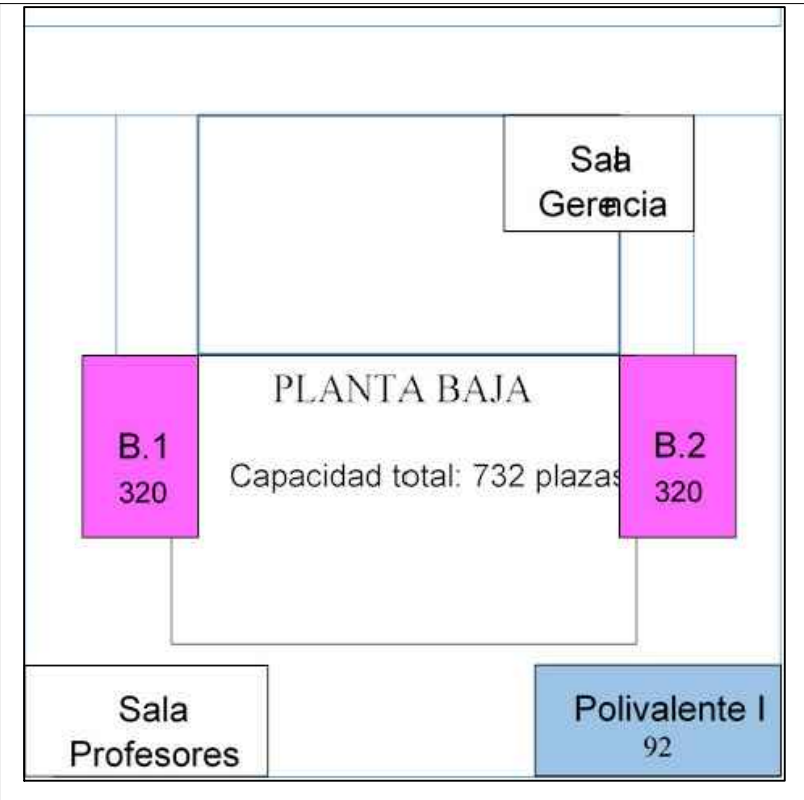 Sala
Gerencia
PLANTA BAJA
B.1
320
Capacidad total: 732 plazas
B.2
320
Sala
Profesores
Polivalente I
92